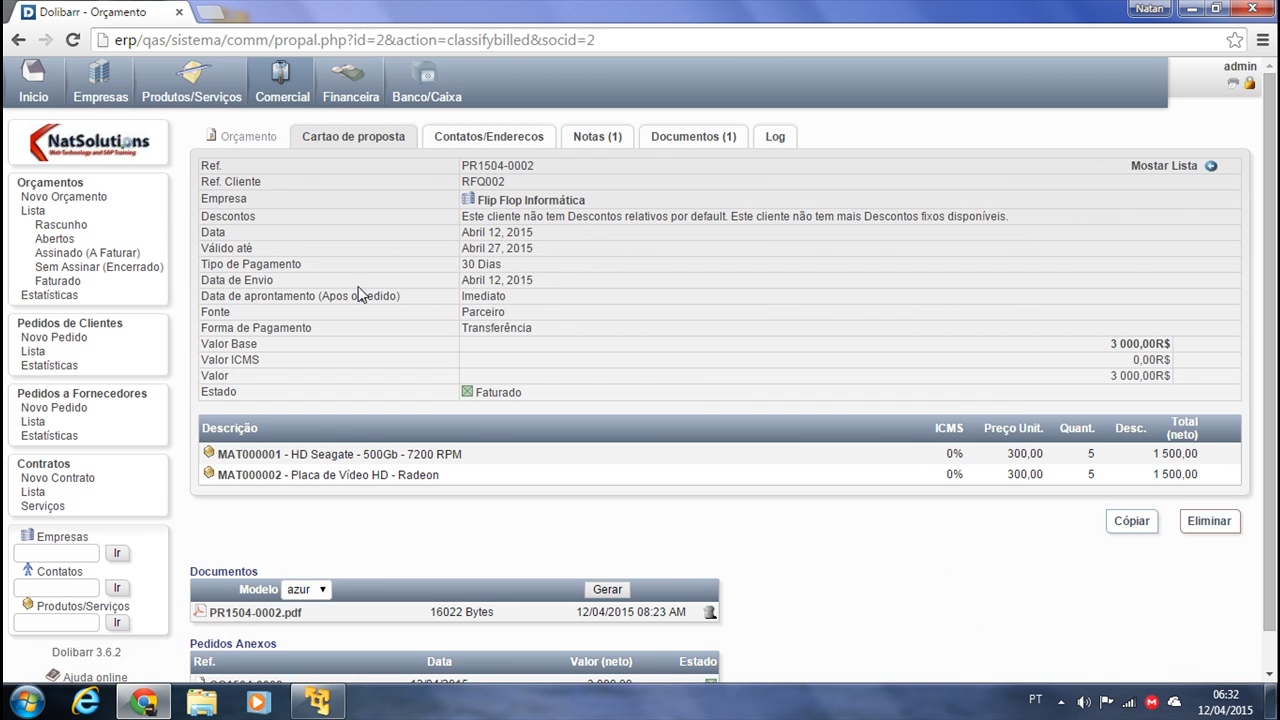 Dolibarr - Orçamento
Natan
erp/qas/sistema/comm/propal.php?id=2&action=classifybilled&socid=2
Inicio
Empresas
Produtos/Serviços
Comercial
Financeira
Banco/Caixa
admin
NatSolutions
Web Technology and SAP Training
Orçamentos
Novo Orçamento
Lista
Rascunho
Abertos
Assinado (A Faturar)
Sem Assinar (Encerrado)
Faturado
Estatísticas
Pedidos de Clientes
Novo Pedido
Lista
Estatísticas
Pedidos a Fornecedores
Novo Pedido
Lista
Estatísticas
Contratos
Novo Contrato
Lista
Serviços
Empresas
Ir
Contatos
Ir
Produtos/Serviços
Ir
Dolibarr 3.6.2
Ajuda online
Orçamento
Cartao de proposta
Contatos/Enderecos
Notas (1)
Documentos (1)
Log
Ref. PR1504-0002 Mostar Lista
Ref. Cliente RFQ002
Empresa Flip Flop Informática
Descontos Este cliente não tem Descontos relativos por default. Este cliente não tem mais Descontos fixos disponíveis.
Data Abril 12, 2015
Válido até Abril 27, 2015
Tipo de Pagamento 30 Dias
Data de Envio Abril 12, 2015
Data de aprontamento (Apos o pedido) Imediato
Fonte Parceiro
Forma de Pagamento Transferência
Valor Base 3 000,00R$
Valor ICMS 0,00R$
Valor 3 000,00R$
Estado Faturado
Descrição ICMS Preço Unit. Quant. Desc. Total (neto)
MAT000001 - HD Seagate - 500Gb - 7200 RPM 0% 300,00 5 1 500,00
MAT000002 - Placa de Vídeo HD - Radeon 0% 300,00 5 1 500,00
Cópiar
Eliminar
Documentos
Modelo azur Gerar
PR1504-0002.pdf 16022 Bytes 12/04/2015 08:23 AM
Pedidos Anexos
Ref. Data Valor (neto) Estado
PT
06:32
12/04/2015